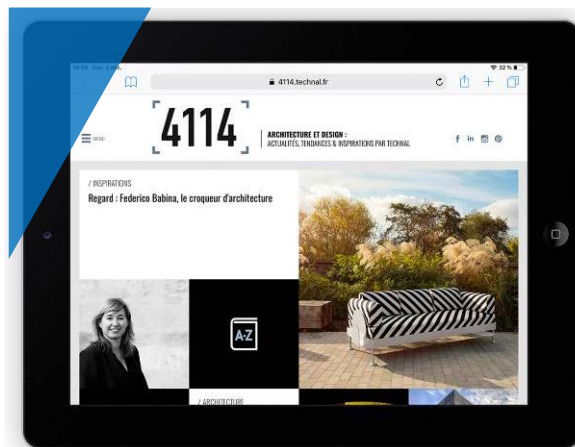 32 %
4114.technal.fr
MENU
4114
ARCHITECTURE ET DESIGN :
ACTUALITÉS, TENDANCES & INSPIRATIONS PAR TECHNAL
/ INSPIRATIONS
Regard : Federico Babina, le croqueur d'architecture
A-Z
/ ARCHITECTURE